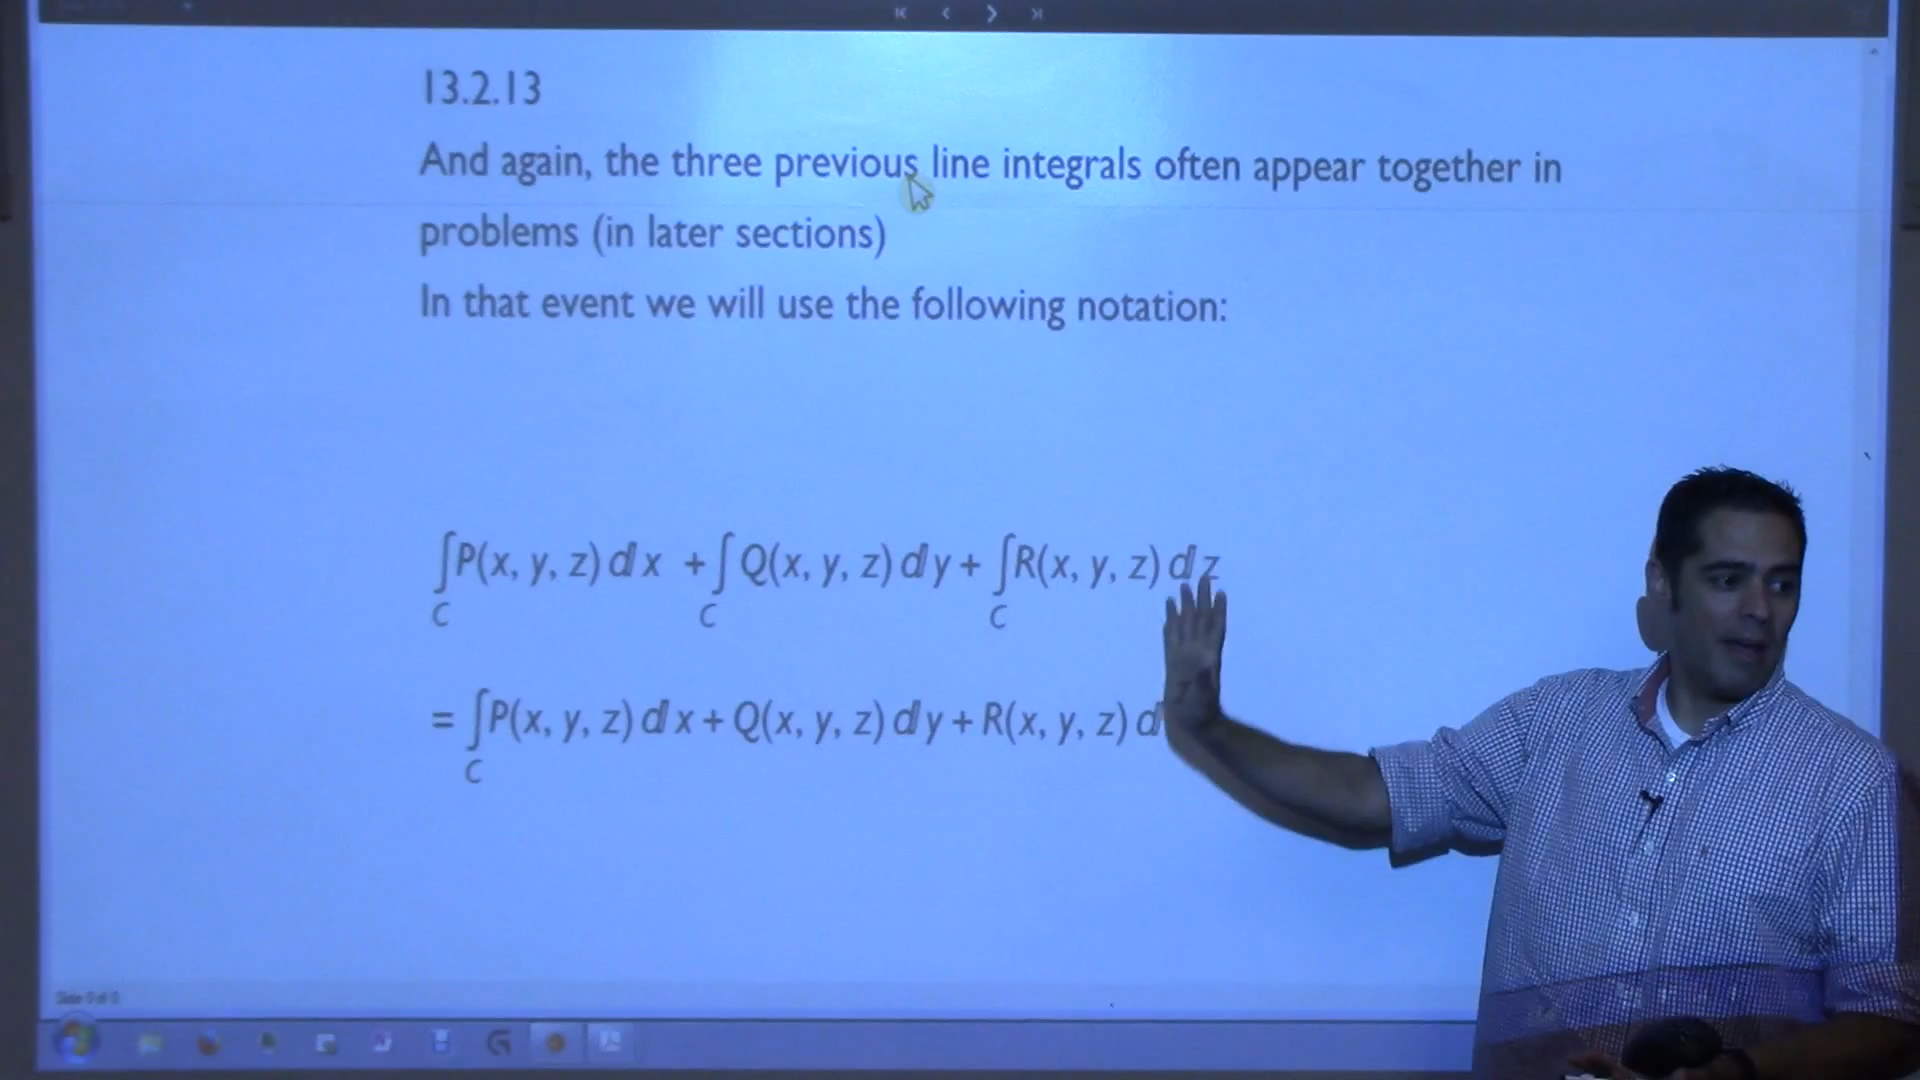 13.2.13
And again, the three previous line integrals often appear together in
problems (in later sections)
In that event we will use the following notation:
∫P(x, y, z) dx + ∫Q(x, y, z) dy + ∫R(x, y, z) dz
C C C
= ∫P(x, y, z) dx + Q(x, y, z) dy + R(x, y, z) d
C